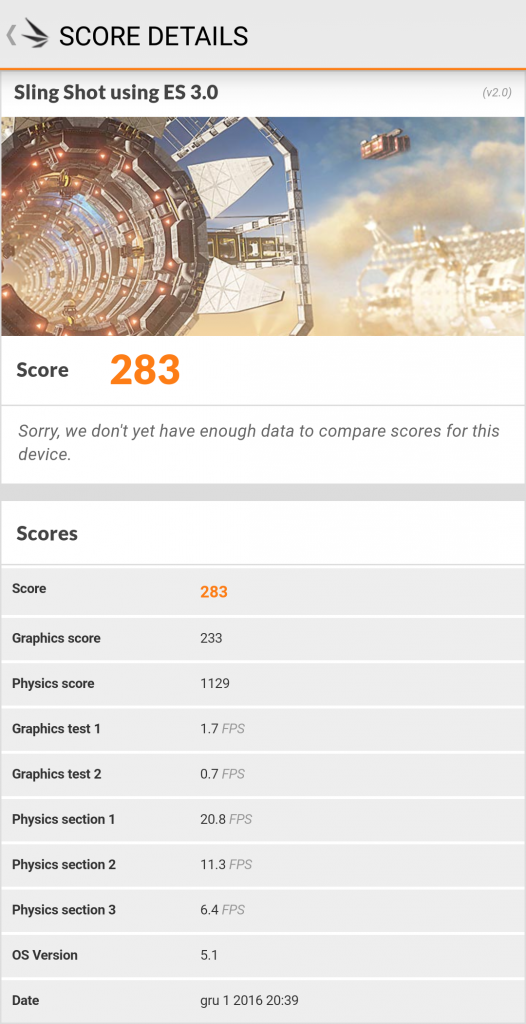 SCORE DETAILS
Sling Shot using ES 3.0 (v2.0)
Score 283
Sorry, we don't yet have enough data to compare scores for this
device.
Scores
Score 283
Graphics score 233
Physics score 1129
Graphics test 1 1.7 FPS
Graphics test 2 0.7 FPS
Physics section 1 20.8 FPS
Physics section 2 11.3 FPS
Physics section 3 6.4 FPS
OS Version 5.1
Date gru 1 2016 20:39